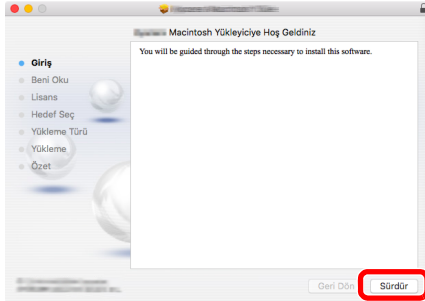 Macintosh Yükleyiciye Hoş Geldiniz
Giriş
Beni Oku
Lisans
Hedef Seç
Yükleme Türü
Yükleme
Özet
You will be guided through the steps necessary to install this software.
Geri Dön
Sürdür